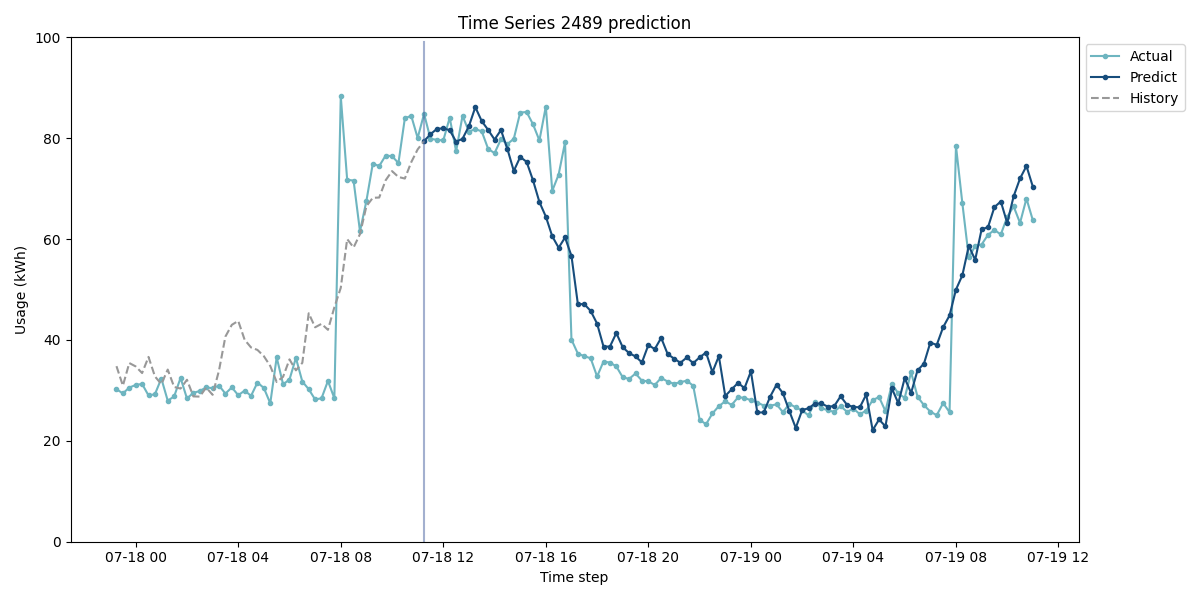 Time Series 2489 prediction
Actual
Predict
History
Usage (kWh)
100
80
60
40
20
0
07-18 00
07-18 04
07-18 08
07-18 12
07-18 16
07-18 20
07-19 00
07-19 04
07-19 08
07-19 12
Time step